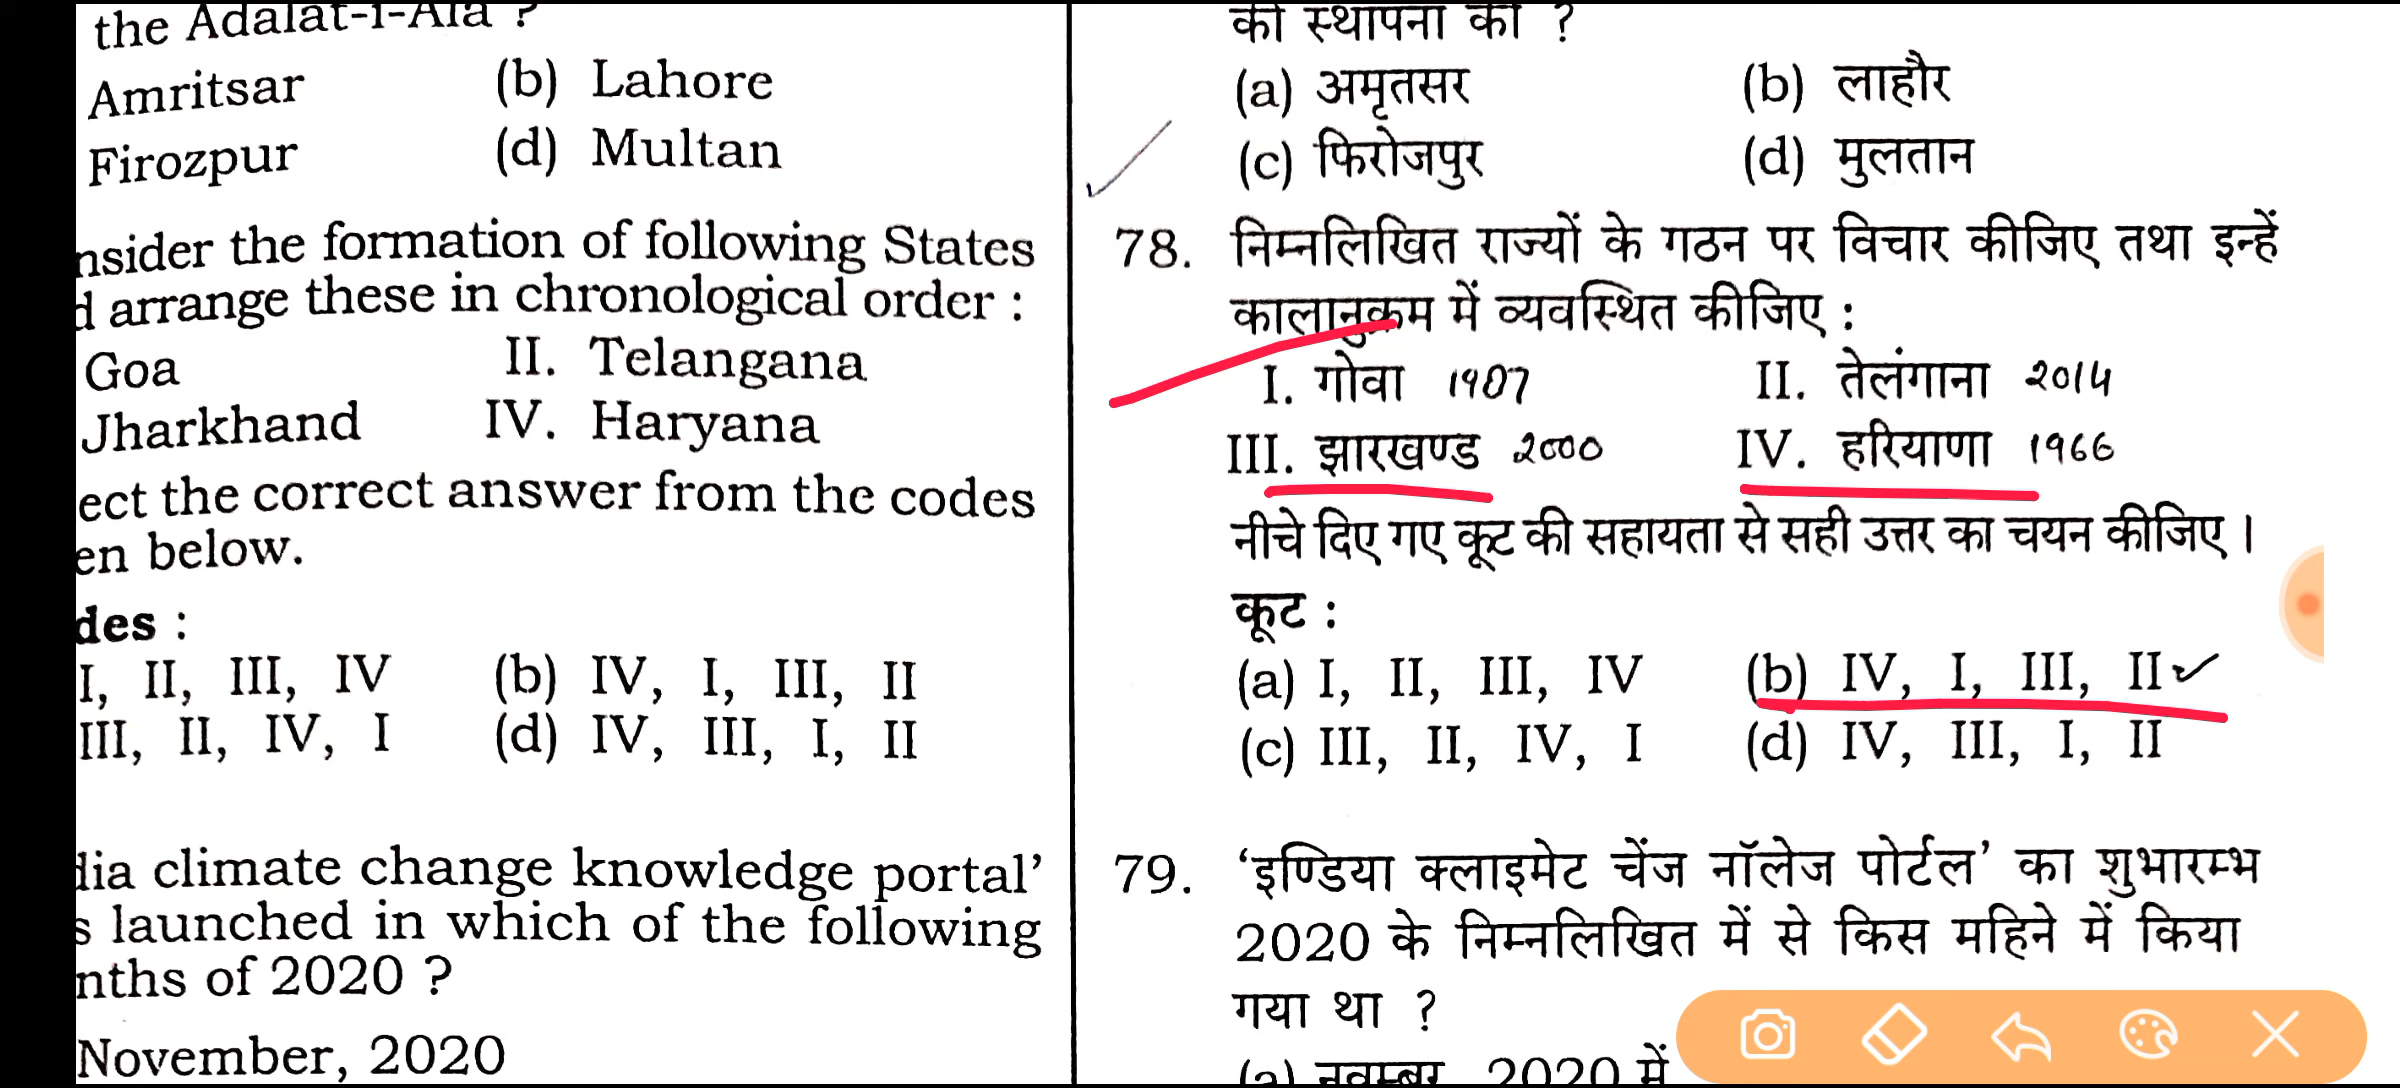 the Adalat-i-Ala ?
Amritsar (b) Lahore
Firozpur (d) Multan
nsider the formation of following States
d arrange these in chronological order :
Goa II. Telangana
Jharkhand IV. Haryana
ect the correct answer from the codes
en below.
des :
I, II, III, IV (b) IV, I, III, II
III, II, IV, I (d) IV, III, I, II
dia climate change knowledge portal’
s launched in which of the following
nths of 2020 ?
November, 2020
की स्थापना की ?
(a) अमृतसर (b) लाहौर
(c) फिरोजपुर (d) मुलतान
78. निम्नलिखित राज्यों के गठन पर विचार कीजिए तथा इन्हें
कालानुक्रम में व्यवस्थित कीजिए :
I. गोवा 1987 II. तेलंगाना 2014
III. झारखण्ड 2000 IV. हरियाणा 1966
नीचे दिए गए कूट की सहायता से सही उत्तर का चयन कीजिए ।
कूट :
(a) I, II, III, IV (b) IV, I, III, II
(c) III, II, IV, I (d) IV, III, I, II
79. ‘इण्डिया क्लाइमेट चेंज नॉलेज पोर्टल’ का शुभारम्भ
2020 के निम्नलिखित में से किस महिने में किया
गया था ?
(a) नवम्बर, 2020 में